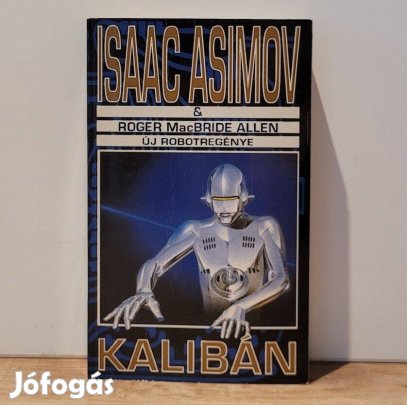 ISAAC ASIMOV
&
ROGER MacBRIDE ALLEN
ÚJ ROBOTREGÉNYE
KALIBÁN
Jófogás